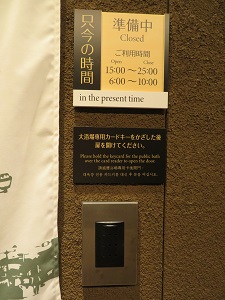 只今の時間
準備中
Closed
ご利用時間
Open Close
15:00〜25:00
6:00〜10:00
in the present time
大浴場専用カードキーをかざした後
扉を開けてください。
Please hold the keycard for the public bath
over the card reader to open the door.